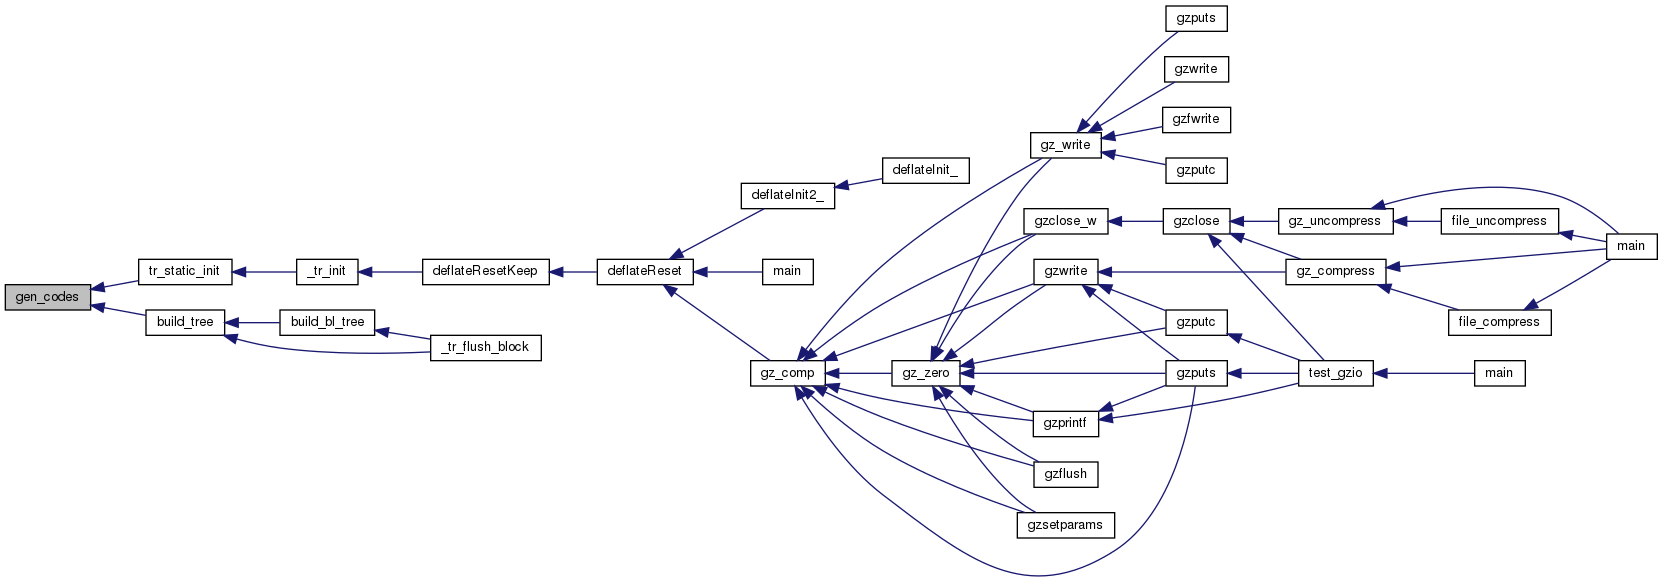 gen_codes
tr_static_init
build_tree
_tr_init
build_bl_tree
deflateResetKeep
_tr_flush_block
deflateReset
deflateInit2_
deflateInit_
main
gz_comp
gz_zero
gz_write
gzclose_w
gzwrite
gzprintf
gzflush
gzsetparams
gzputs
gzwrite
gzfwrite
gzputc
gzclose
gzputc
gzputs
gz_uncompress
gz_compress
test_gzio
file_uncompress
file_compress
main
main